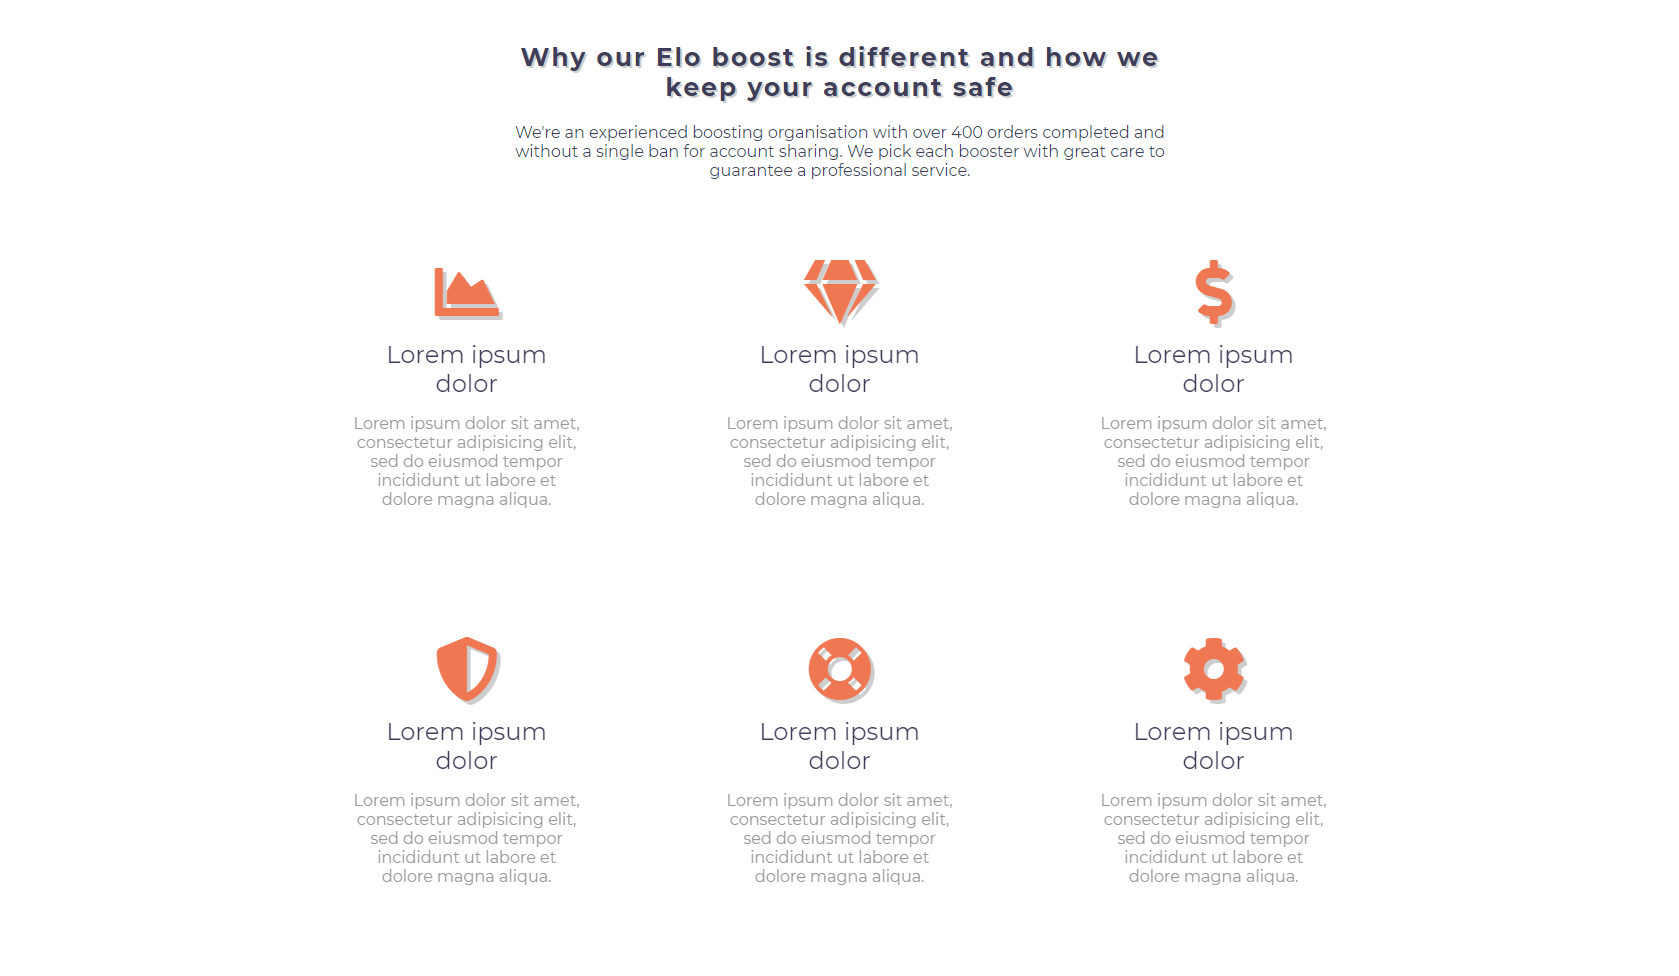 Why our Elo boost is different and how we
keep your account safe
We're an experienced boosting organisation with over 400 orders completed and
without a single ban for account sharing. We pick each booster with great care to
guarantee a professional service.
Lorem ipsum
dolor
Lorem ipsum dolor sit amet,
consectetur adipisicing elit,
sed do eiusmod tempor
incididunt ut labore et
dolore magna aliqua.
Lorem ipsum
dolor
Lorem ipsum dolor sit amet,
consectetur adipisicing elit,
sed do eiusmod tempor
incididunt ut labore et
dolore magna aliqua.
Lorem ipsum
dolor
Lorem ipsum dolor sit amet,
consectetur adipisicing elit,
sed do eiusmod tempor
incididunt ut labore et
dolore magna aliqua.
Lorem ipsum
dolor
Lorem ipsum dolor sit amet,
consectetur adipisicing elit,
sed do eiusmod tempor
incididunt ut labore et
dolore magna aliqua.
Lorem ipsum
dolor
Lorem ipsum dolor sit amet,
consectetur adipisicing elit,
sed do eiusmod tempor
incididunt ut labore et
dolore magna aliqua.
Lorem ipsum
dolor
Lorem ipsum dolor sit amet,
consectetur adipisicing elit,
sed do eiusmod tempor
incididunt ut labore et
dolore magna aliqua.